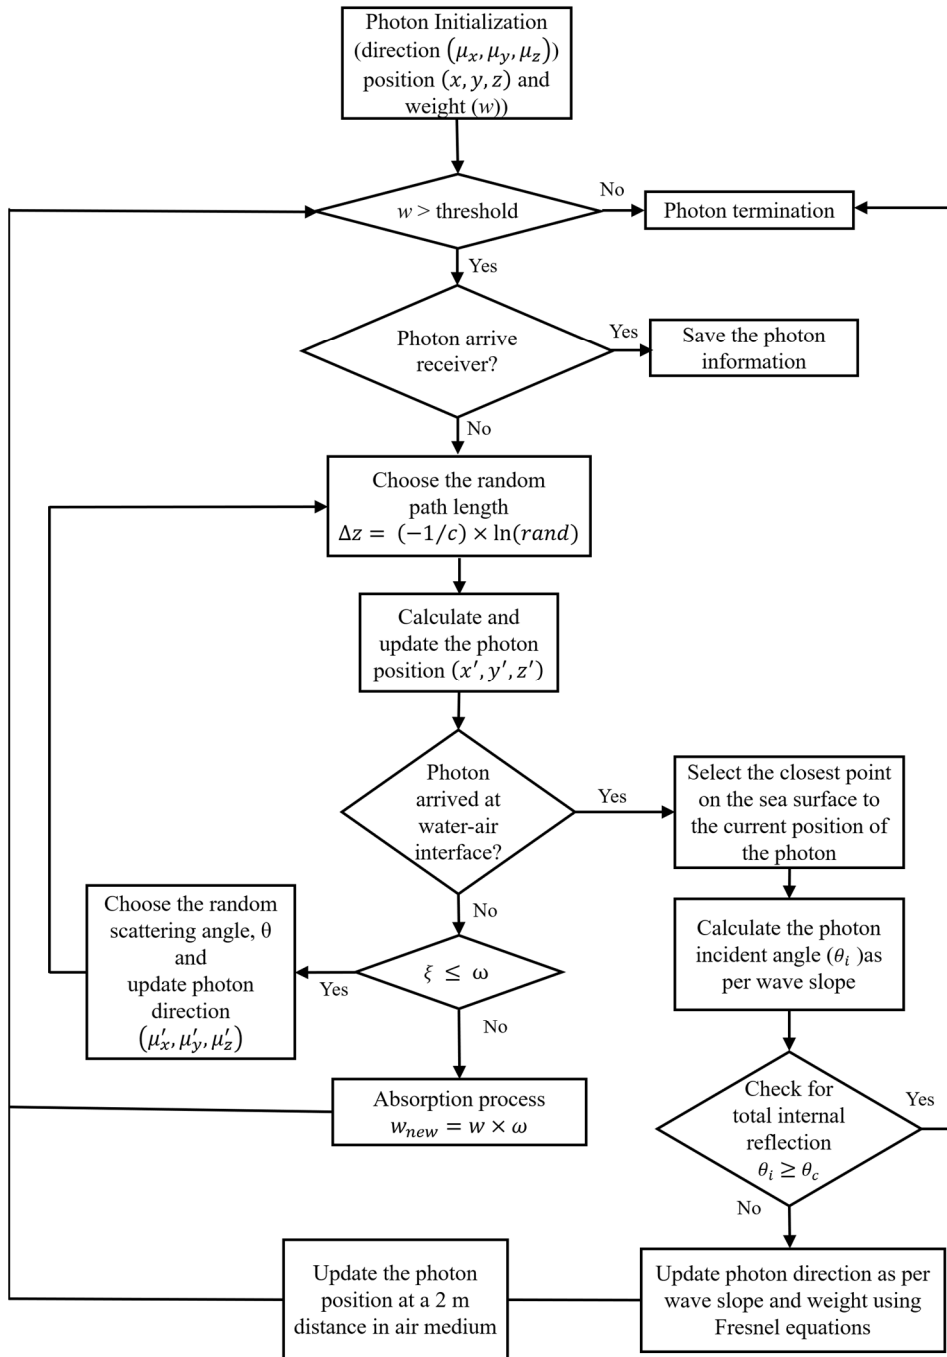 Photon Initialization
(direction (μₓ, μᵧ, μ_z))
position (x, y, z) and
weight (w))
w > threshold
No
Photon termination
Yes
Photon arrive
receiver?
Yes
Save the photon
information
No
Choose the random
path length
Δz = (−1/c) × ln(rand)
Calculate and
update the photon
position (x′, y′, z′)
Photon
arrived at
water-air
interface?
Yes
Select the closest point
on the sea surface to
the current position of
the photon
No
Choose the random
scattering angle, θ
and
update photon
direction
(μ′ₓ, μ′ᵧ, μ′_z)
Yes
ξ ≤ ω
Calculate the photon
incident angle (θᵢ )as
per wave slope
No
Absorption process
w_new = w × ω
Check for
total internal
reflection
θᵢ ≥ θ_c
Yes
No
Update the photon
position at a 2 m
distance in air medium
Update photon direction as per
wave slope and weight using
Fresnel equations